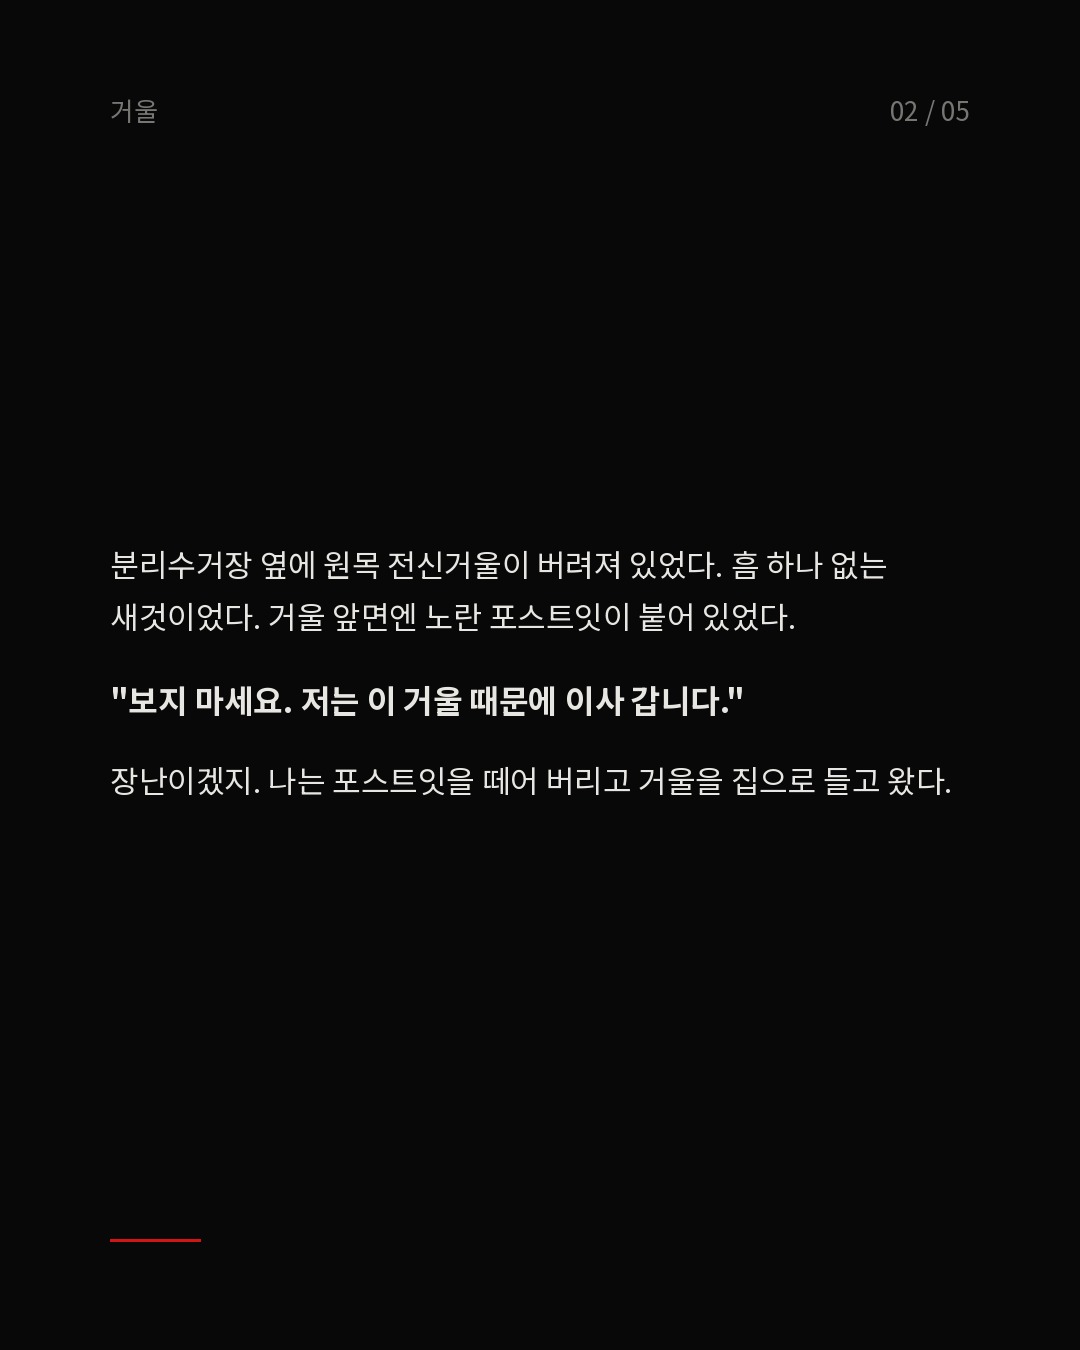 거울
02 / 05
분리수거장 옆에 원목 전신거울이 버려져 있었다. 흠 하나 없는
새것이었다. 거울 앞면엔 노란 포스트잇이 붙어 있었다.
"보지 마세요. 저는 이 거울 때문에 이사 갑니다."
장난이겠지. 나는 포스트잇을 떼어 버리고 거울을 집으로 들고 왔다.